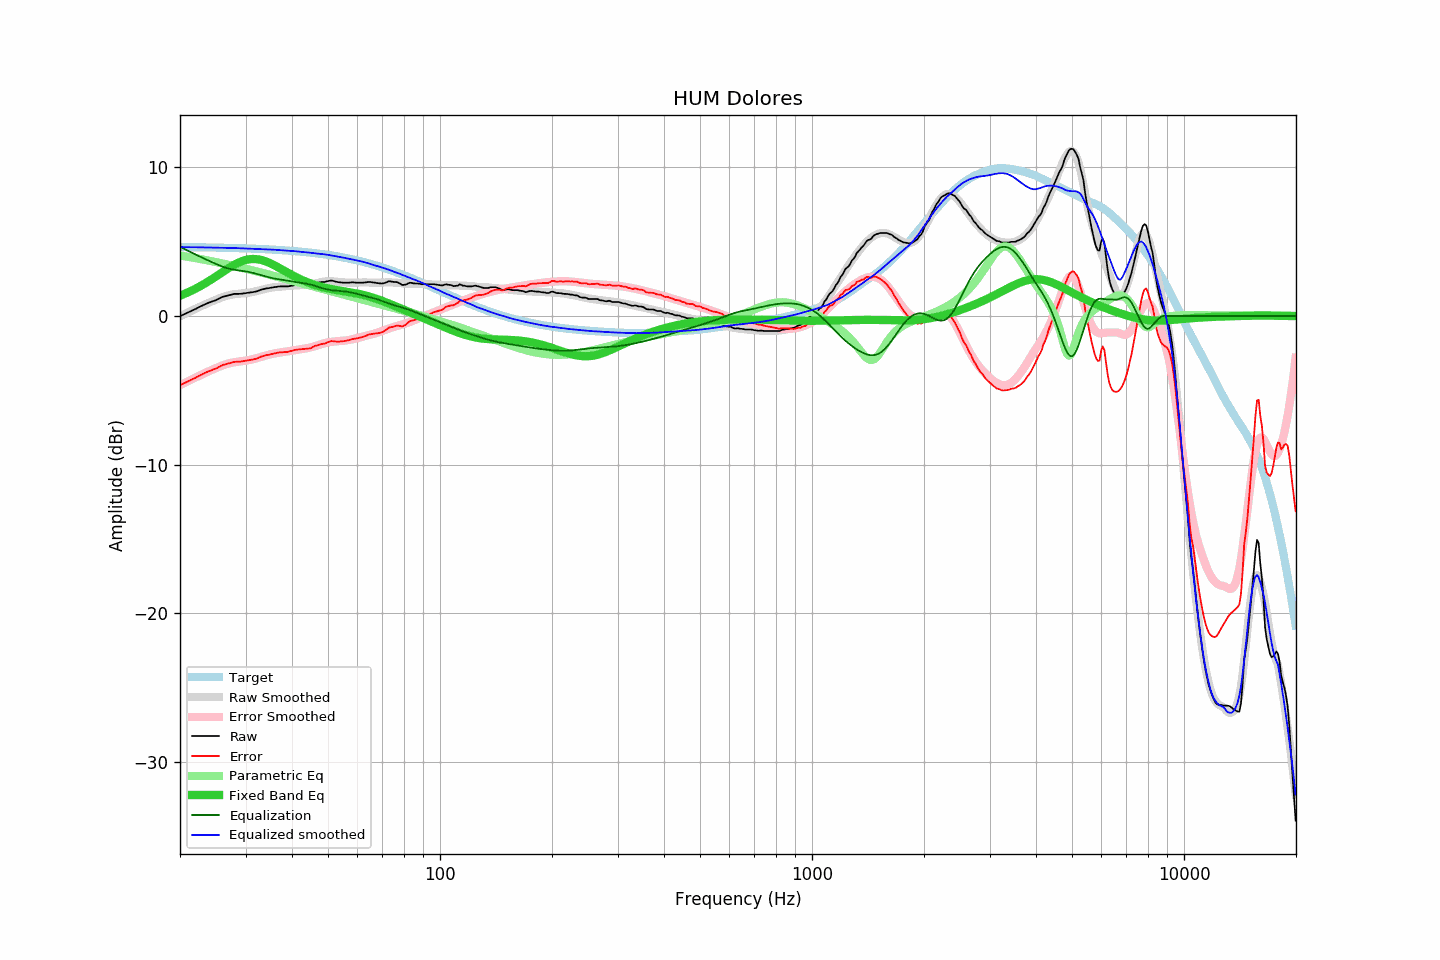 HUM Dolores
10
0
−10
−20
−30
Amplitude (dBr)
Target
Raw Smoothed
Error Smoothed
Raw
Error
Parametric Eq
Fixed Band Eq
Equalization
Equalized smoothed
100
1000
10000
Frequency (Hz)